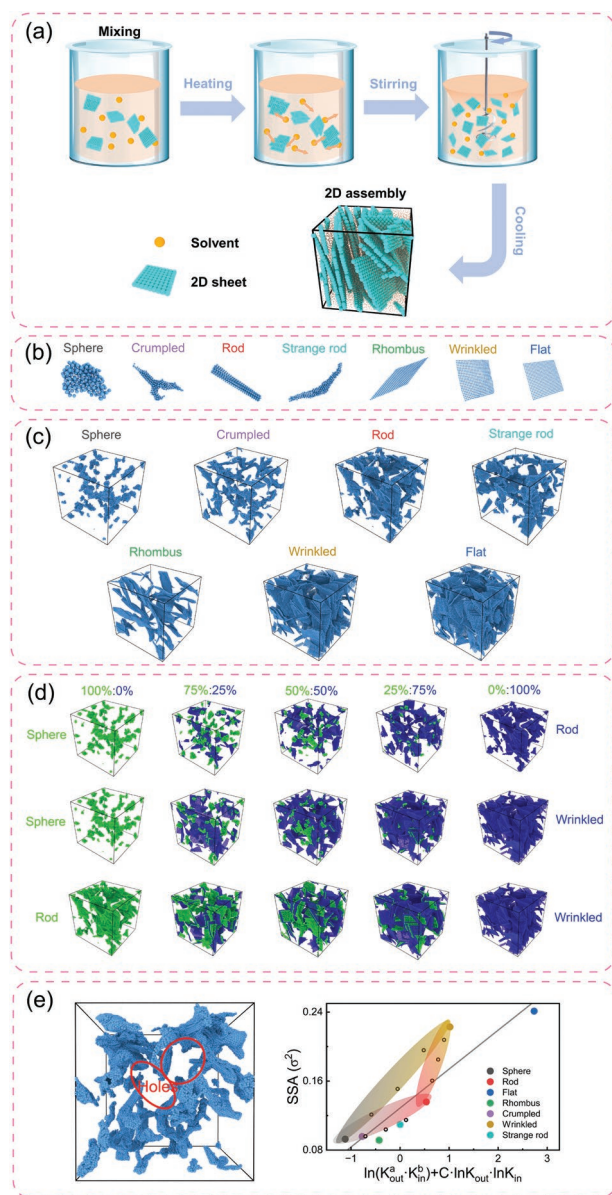 (a)
Mixing
Heating
Stirring
Cooling
2D assembly
Solvent
2D sheet
(b)
Sphere Crumpled Rod Strange rod Rhombus Wrinkled Flat
(c)
Sphere Crumpled Rod Strange rod
Rhombus Wrinkled Flat
(d)
100%:0% 75%:25% 50%:50% 25%:75% 0%:100%
Sphere Rod
Sphere Wrinkled
Rod Wrinkled
(e)
Holes
SSA (σ²)
0.24
0.16
0.08
-1 0 1 2 3
ln(Kᵃₒᵤₜ·Kᵇᵢₙ)+C·lnKₒᵤₜ·lnKᵢₙ
Sphere
Rod
Flat
Rhombus
Crumpled
Wrinkled
Strange rod